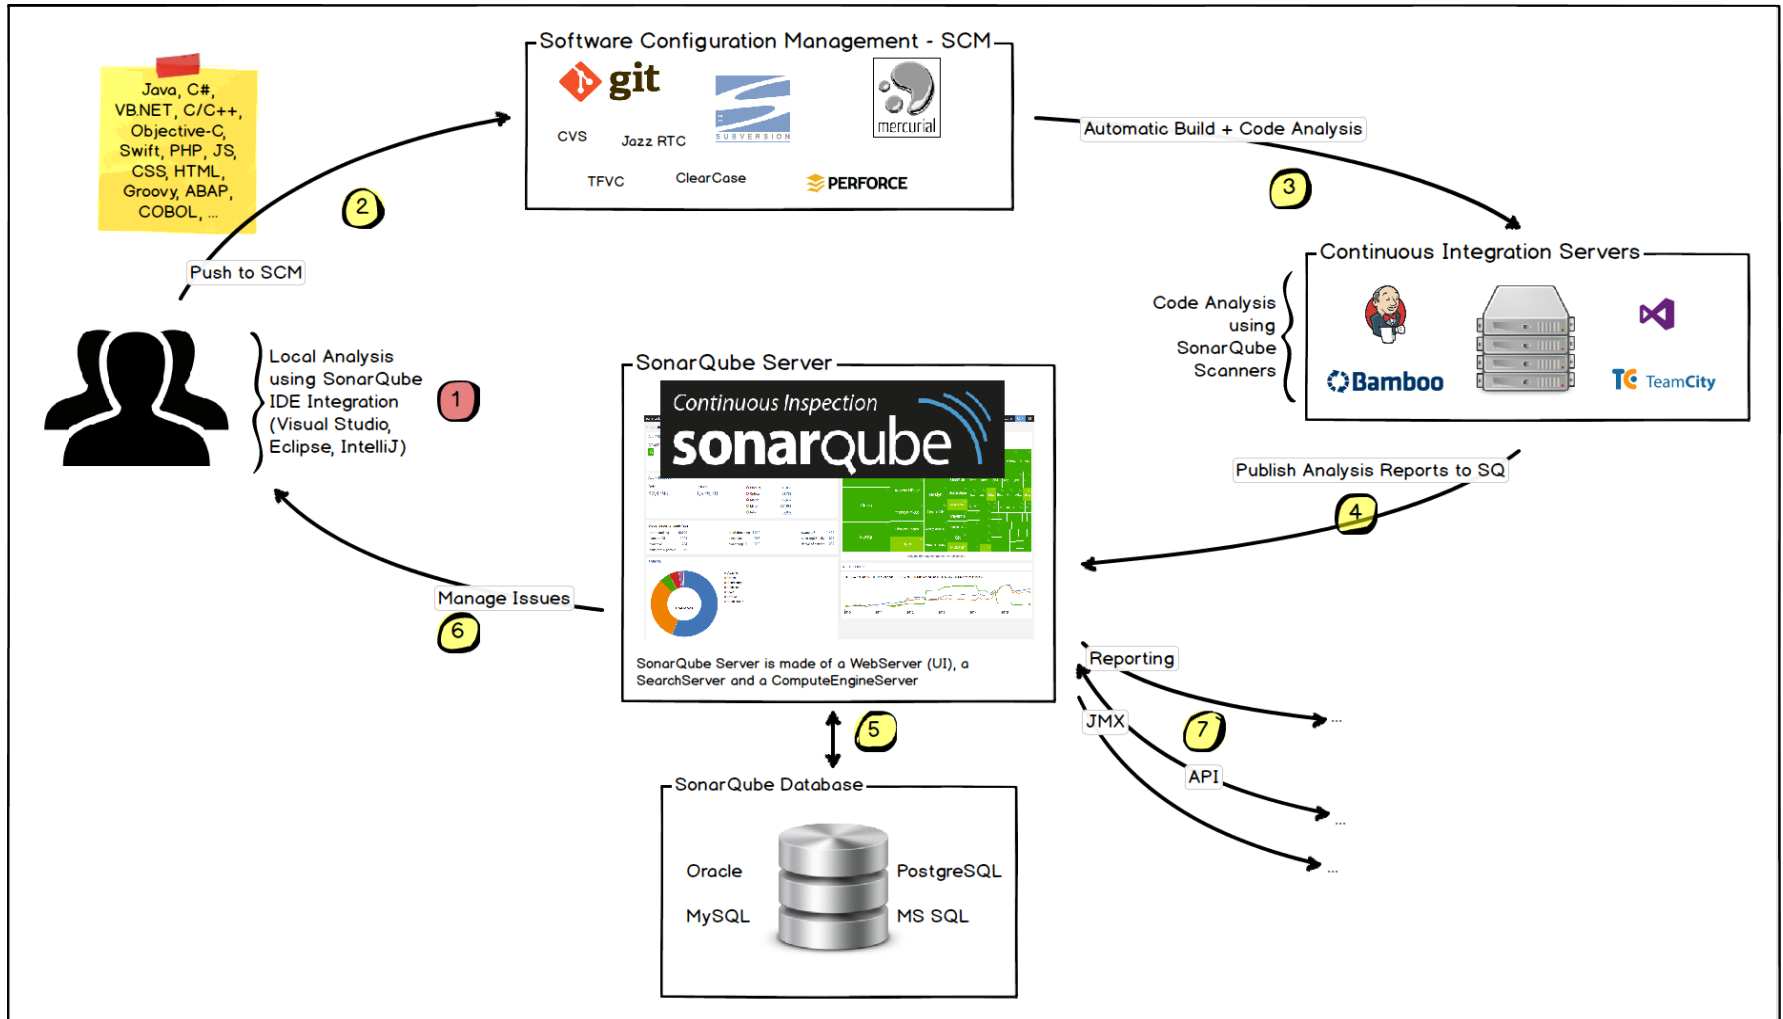 Software Configuration Management - SCM
git
SUBVERSION
mercurial
CVS
Jazz RTC
TFVC
ClearCase
PERFORCE
Java, C#,
VB.NET, C/C++,
Objective-C,
Swift, PHP, JS,
CSS, HTML,
Groovy, ABAP,
COBOL, ...
2
Push to SCM
Automatic Build + Code Analysis
3
Continuous Integration Servers
Code Analysis
using
SonarQube
Scanners
Bamboo
TC TeamCity
Local Analysis
using SonarQube
IDE Integration
(Visual Studio,
Eclipse, IntelliJ)
1
SonarQube Server
Continuous Inspection
sonarqube
SonarQube Server is made of a WebServer (UI), a
SearchServer and a ComputeEngineServer
Publish Analysis Reports to SQ
4
Manage Issues
6
5
Reporting
...
JMX
7
API
...
...
SonarQube Database
Oracle
PostgreSQL
MySQL
MS SQL